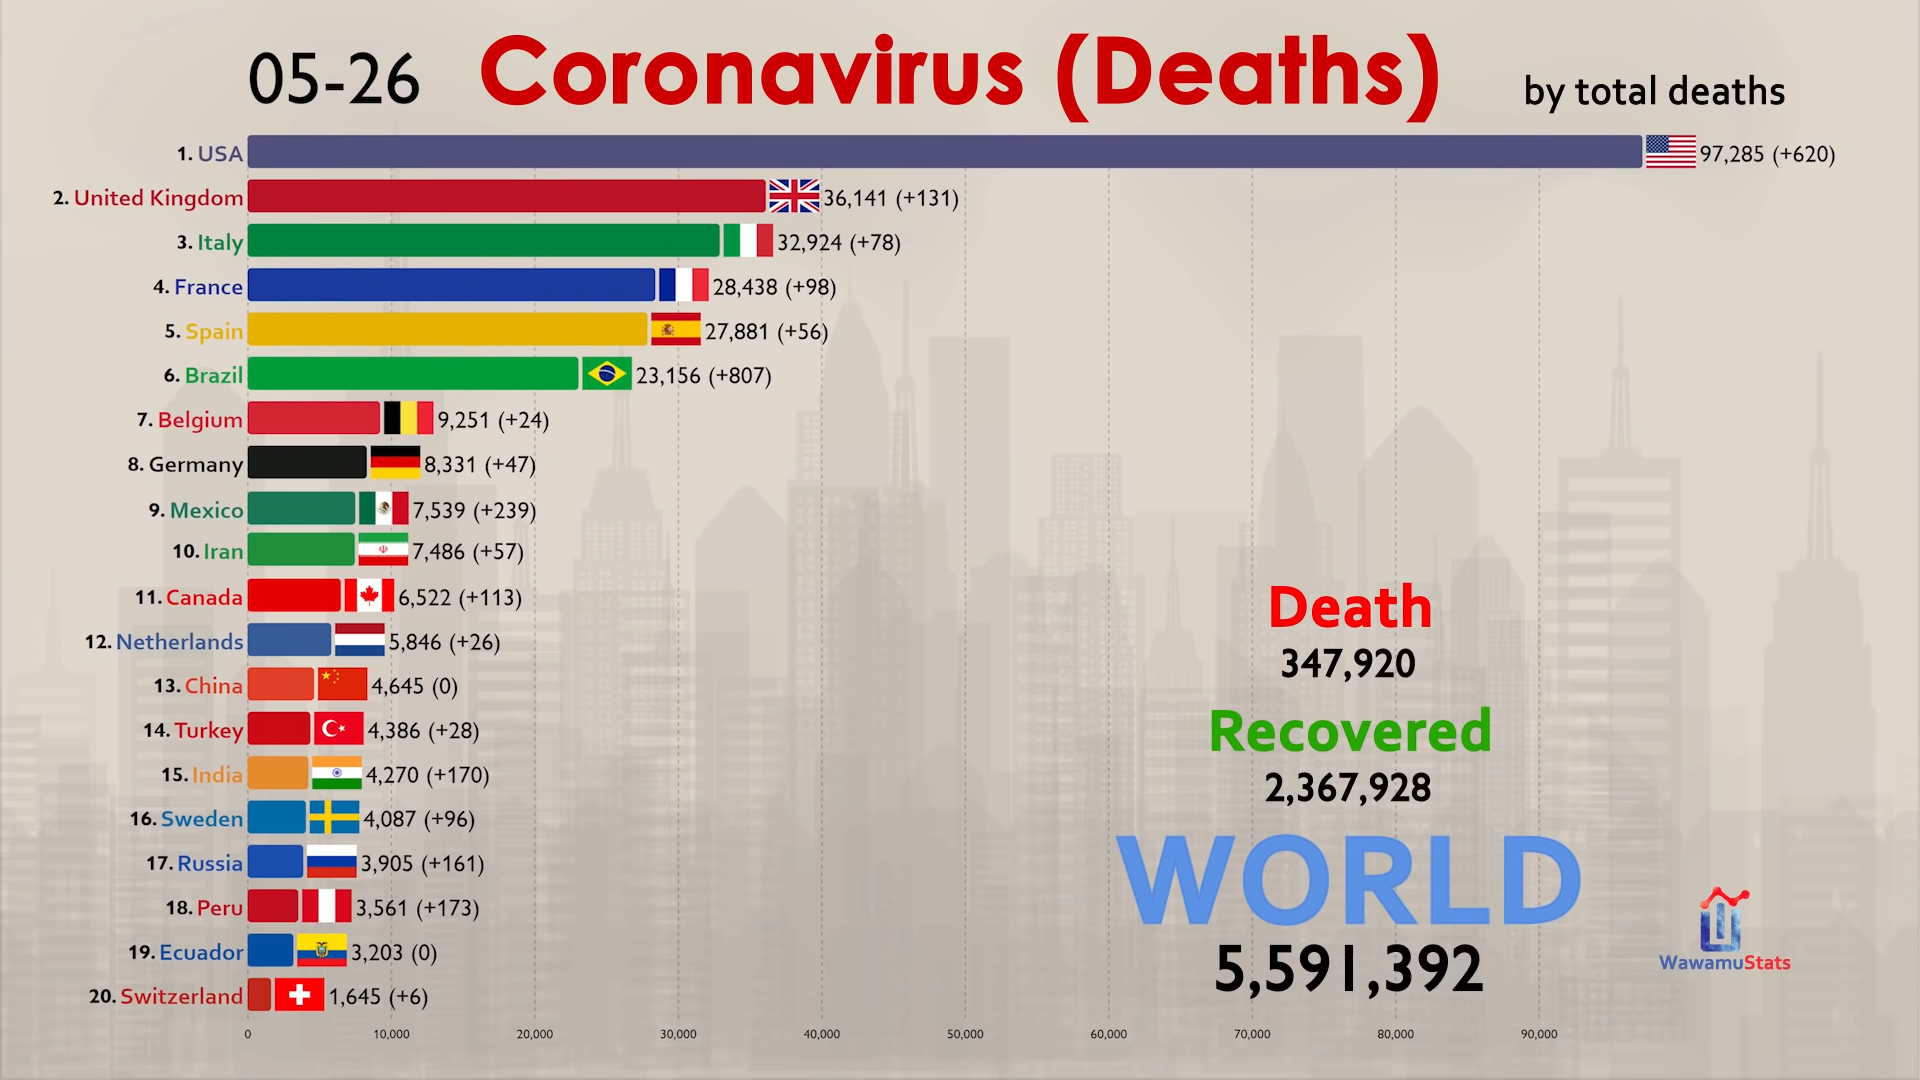 05-26 Coronavirus (Deaths) by total deaths
1. USA 97,285 (+620)
2. United Kingdom 36,141 (+131)
3. Italy 32,924 (+78)
4. France 28,438 (+98)
5. Spain 27,881 (+56)
6. Brazil 23,156 (+807)
7. Belgium 9,251 (+24)
8. Germany 8,331 (+47)
9. Mexico 7,539 (+239)
10. Iran 7,486 (+57)
11. Canada 6,522 (+113)
12. Netherlands 5,846 (+26)
13. China 4,645 (0)
14. Turkey 4,386 (+28)
15. India 4,270 (+170)
16. Sweden 4,087 (+96)
17. Russia 3,905 (+161)
18. Peru 3,561 (+173)
19. Ecuador 3,203 (0)
20. Switzerland 1,645 (+6)
0 10,000 20,000 30,000 40,000 50,000 60,000 70,000 80,000 90,000
Death
347,920
Recovered
2,367,928
WORLD
5,591,392
WawamuStats